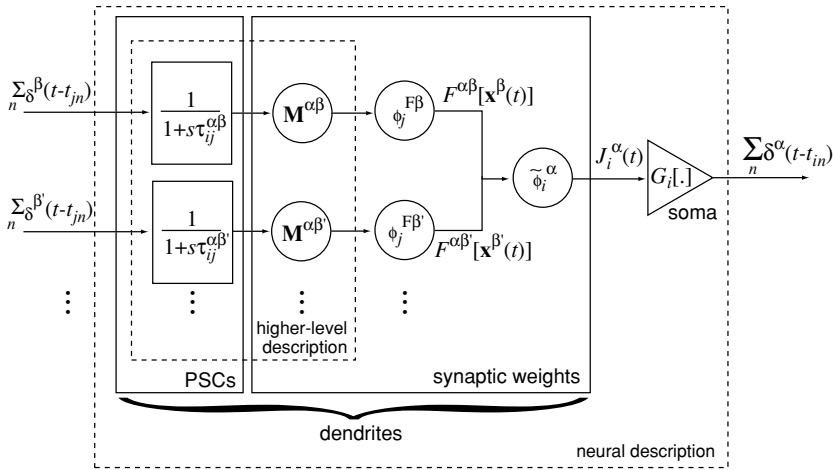 Σ_n δ^β(t-t_jn)
1/(1+sτ_ij^αβ)
M^αβ
ϕ_j^Fβ
F^αβ[x^β(t)]
ϕ̃_i^α
J_i^α(t)
G_i[.]
soma
Σ_n δ^α(t-t_in)
Σ_n δ^β'(t-t_jn)
1/(1+sτ_ij^αβ')
M^αβ'
ϕ_j^Fβ'
F^αβ'[x^β'(t)]
higher-level
description
PSCs
synaptic weights
dendrites
neural description